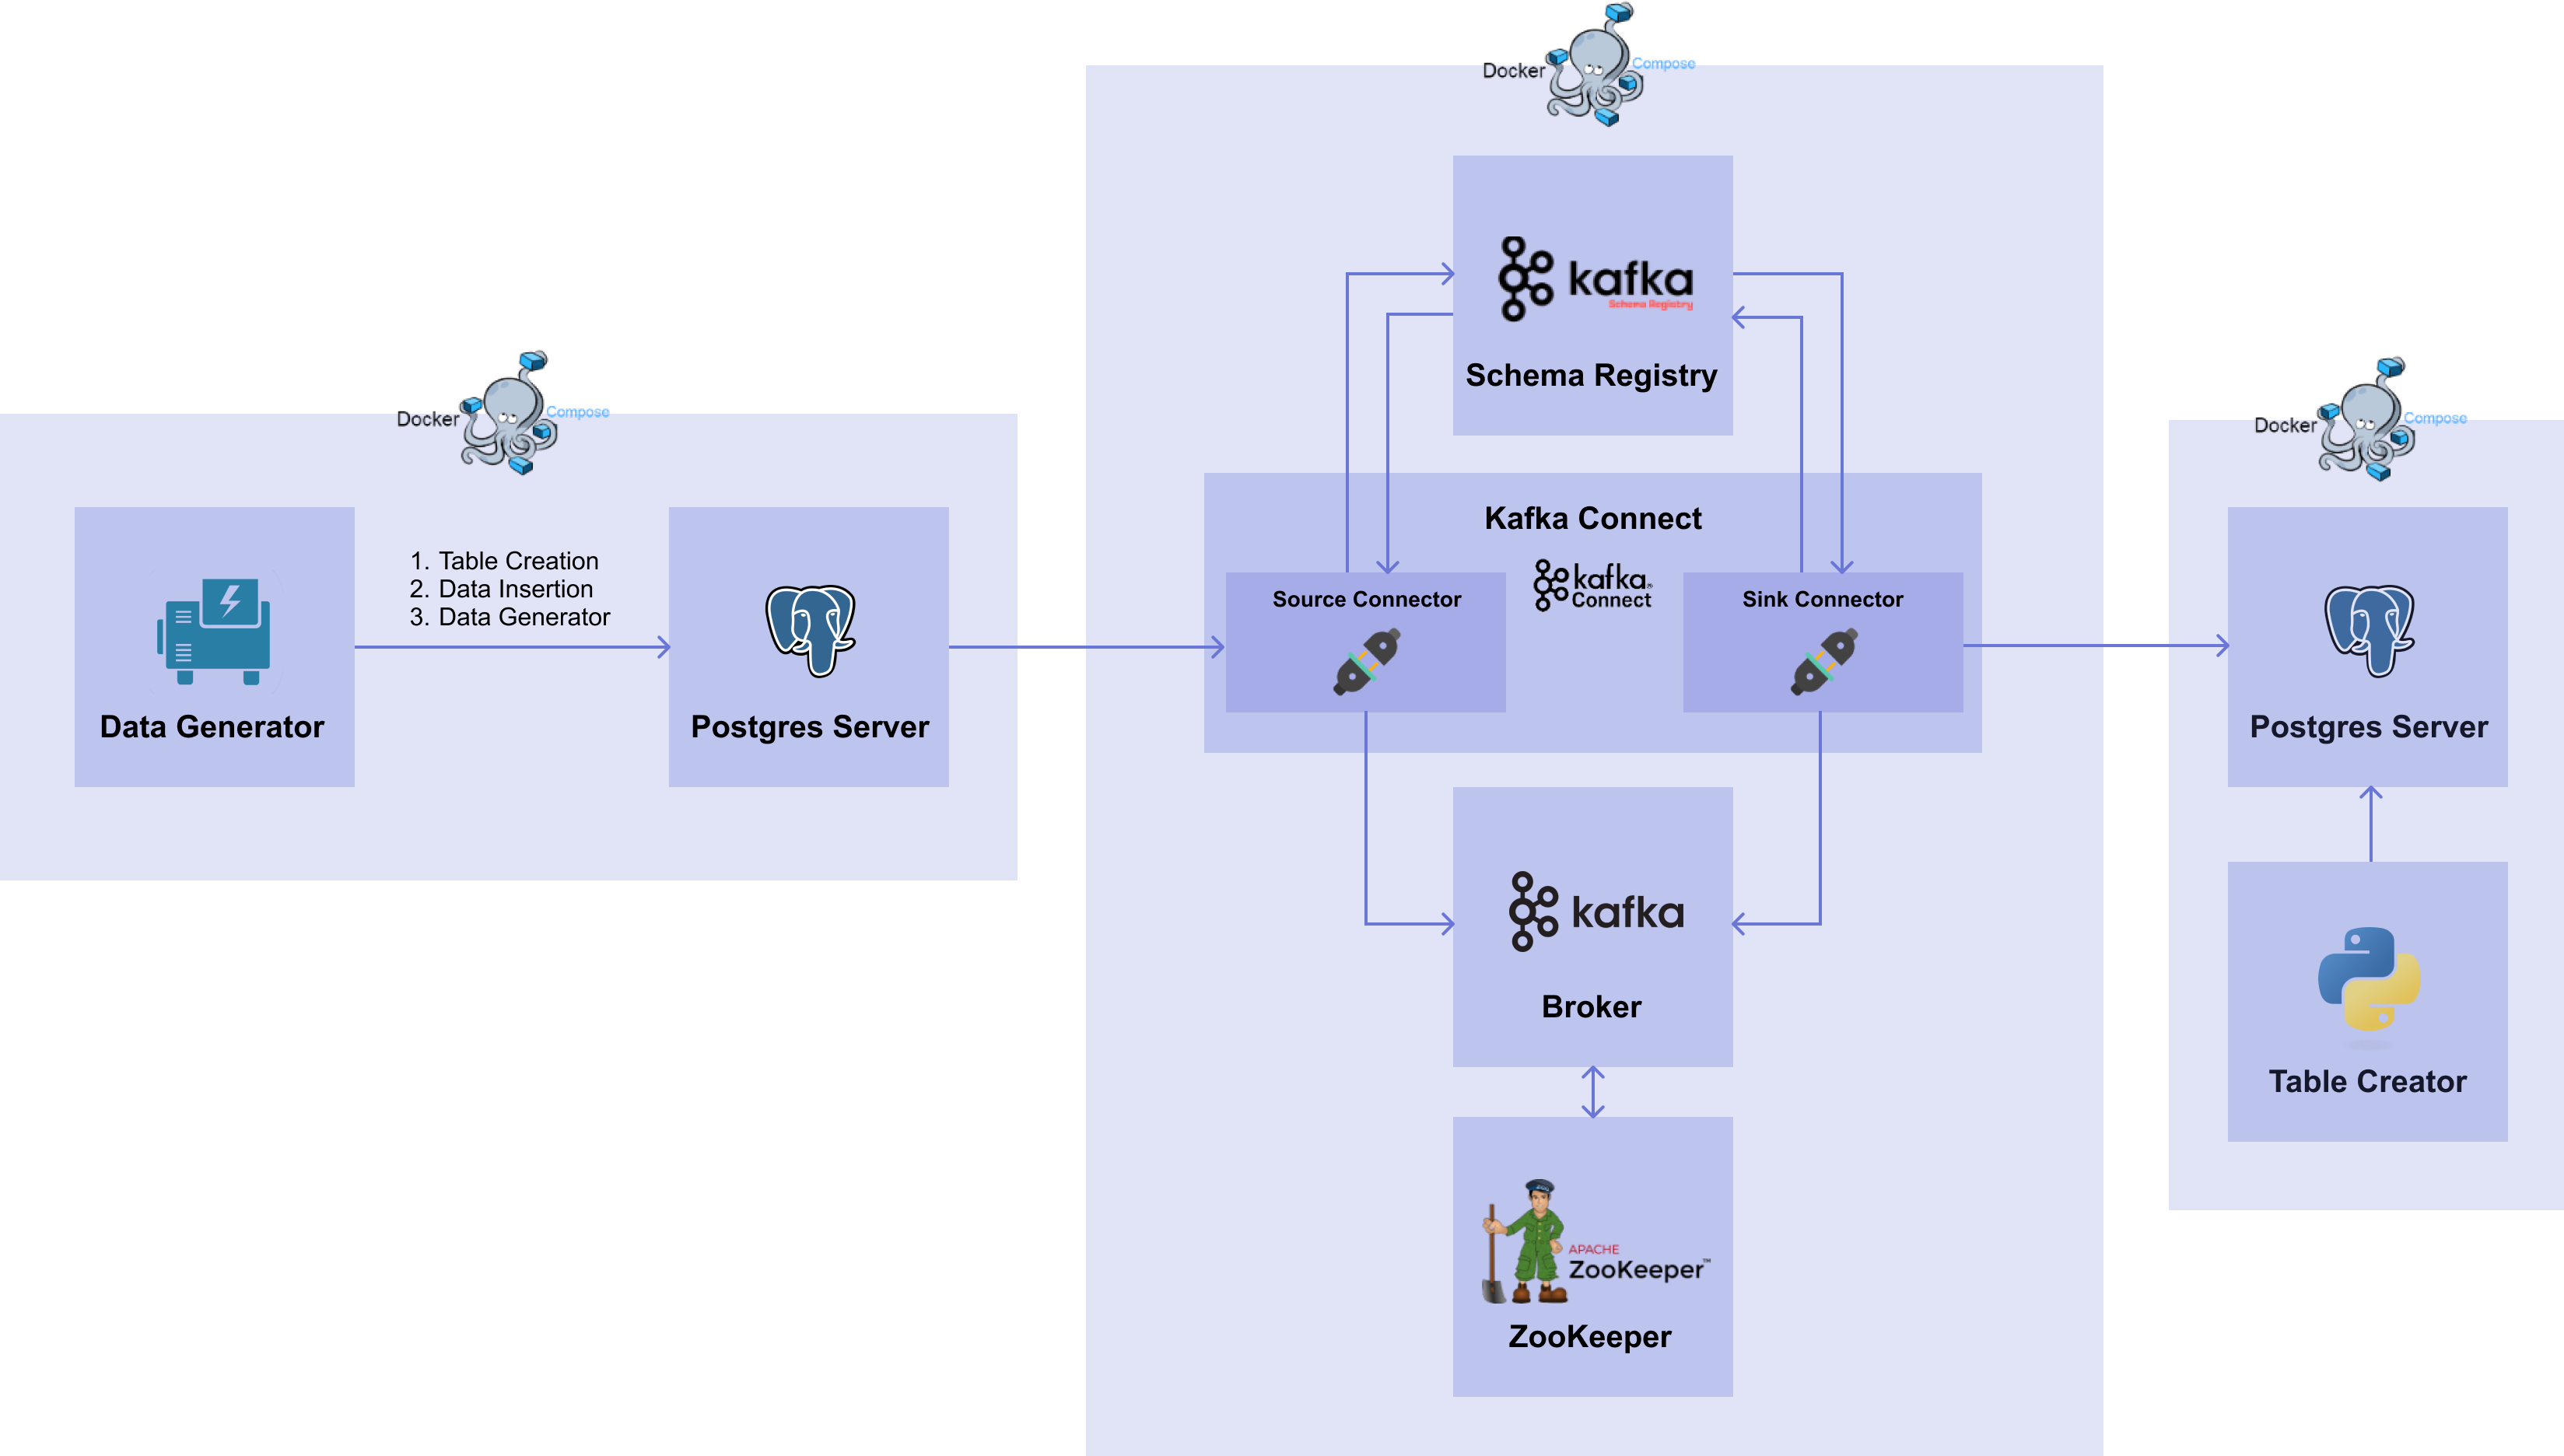 Docker Compose
1. Table Creation
2. Data Insertion
3. Data Generator
Data Generator
Postgres Server
Docker Compose
kafka
Schema Registry
Schema Registry
Kafka Connect
kafka®
Connect
Source Connector
Sink Connector
kafka
Broker
APACHE
ZooKeeper™
ZooKeeper
Docker Compose
Postgres Server
Table Creator